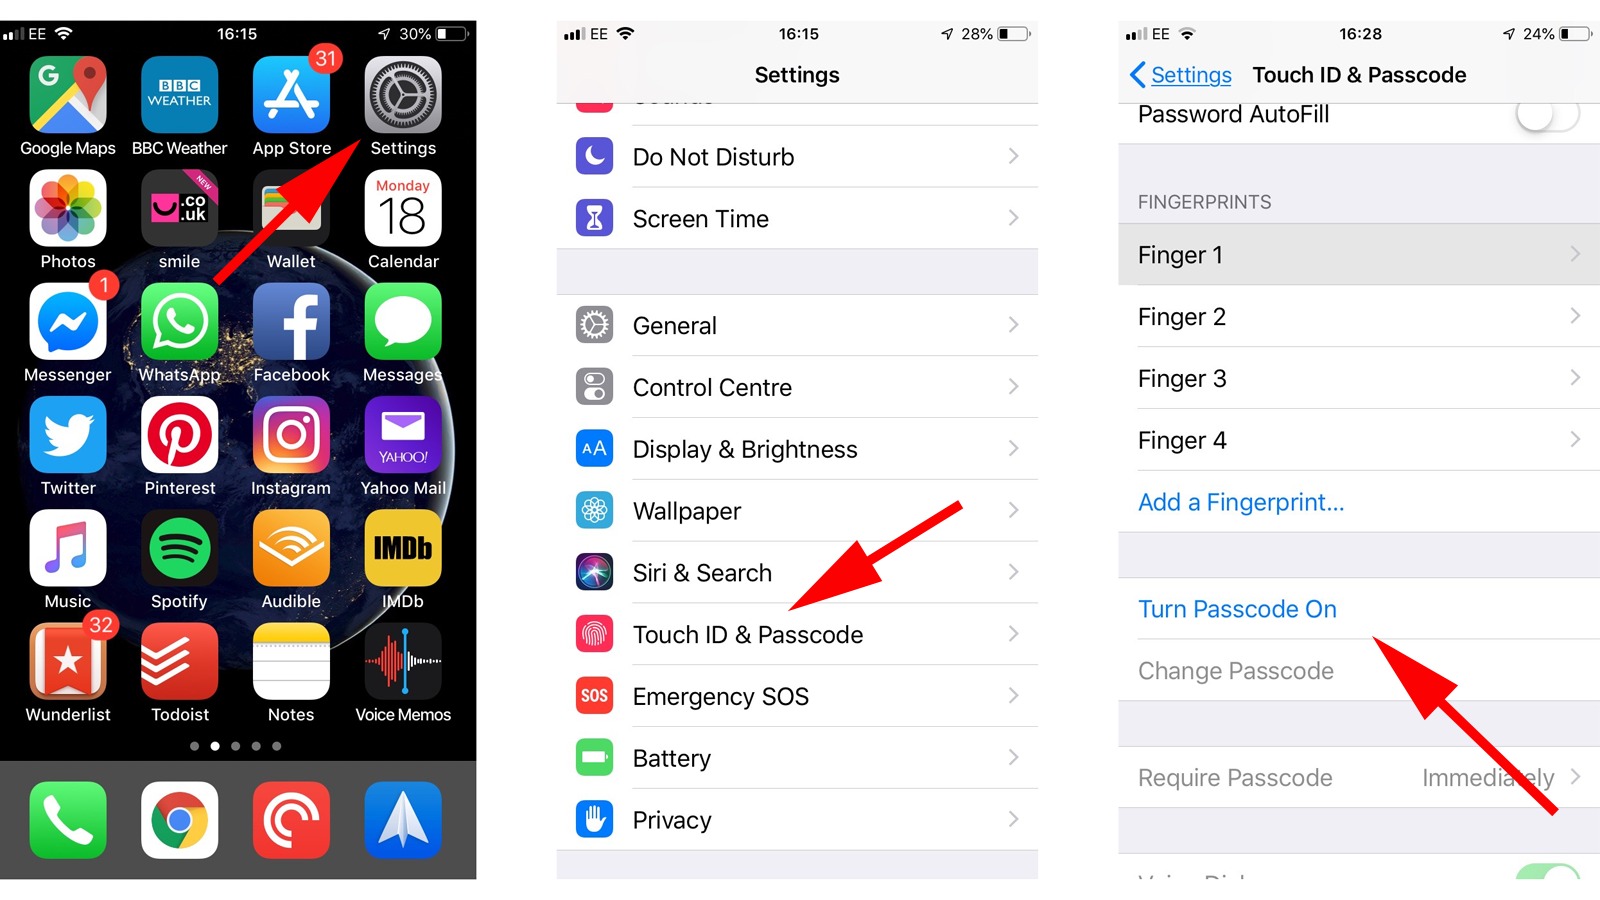 EE 16:15 30%
G
BBC
WEATHER
31
Google Maps BBC Weather App Store Settings
NEW
.co
.uk
Monday
18
Photos smile Wallet Calendar
1
Messenger WhatsApp Facebook Messages
YAHOO!
Twitter Pinterest Instagram Yahoo Mail
IMDb
Music Spotify Audible IMDb
32
Wunderlist Todoist Notes Voice Memos
EE 16:15 28%
Settings
Do Not Disturb
Screen Time
General
Control Centre
AA Display & Brightness
Wallpaper
Siri & Search
Touch ID & Passcode
SOS Emergency SOS
Battery
Privacy
EE 16:28 24%
Settings Touch ID & Passcode
Password AutoFill
FINGERPRINTS
Finger 1
Finger 2
Finger 3
Finger 4
Add a Fingerprint...
Turn Passcode On
Change Passcode
Require Passcode Immediately